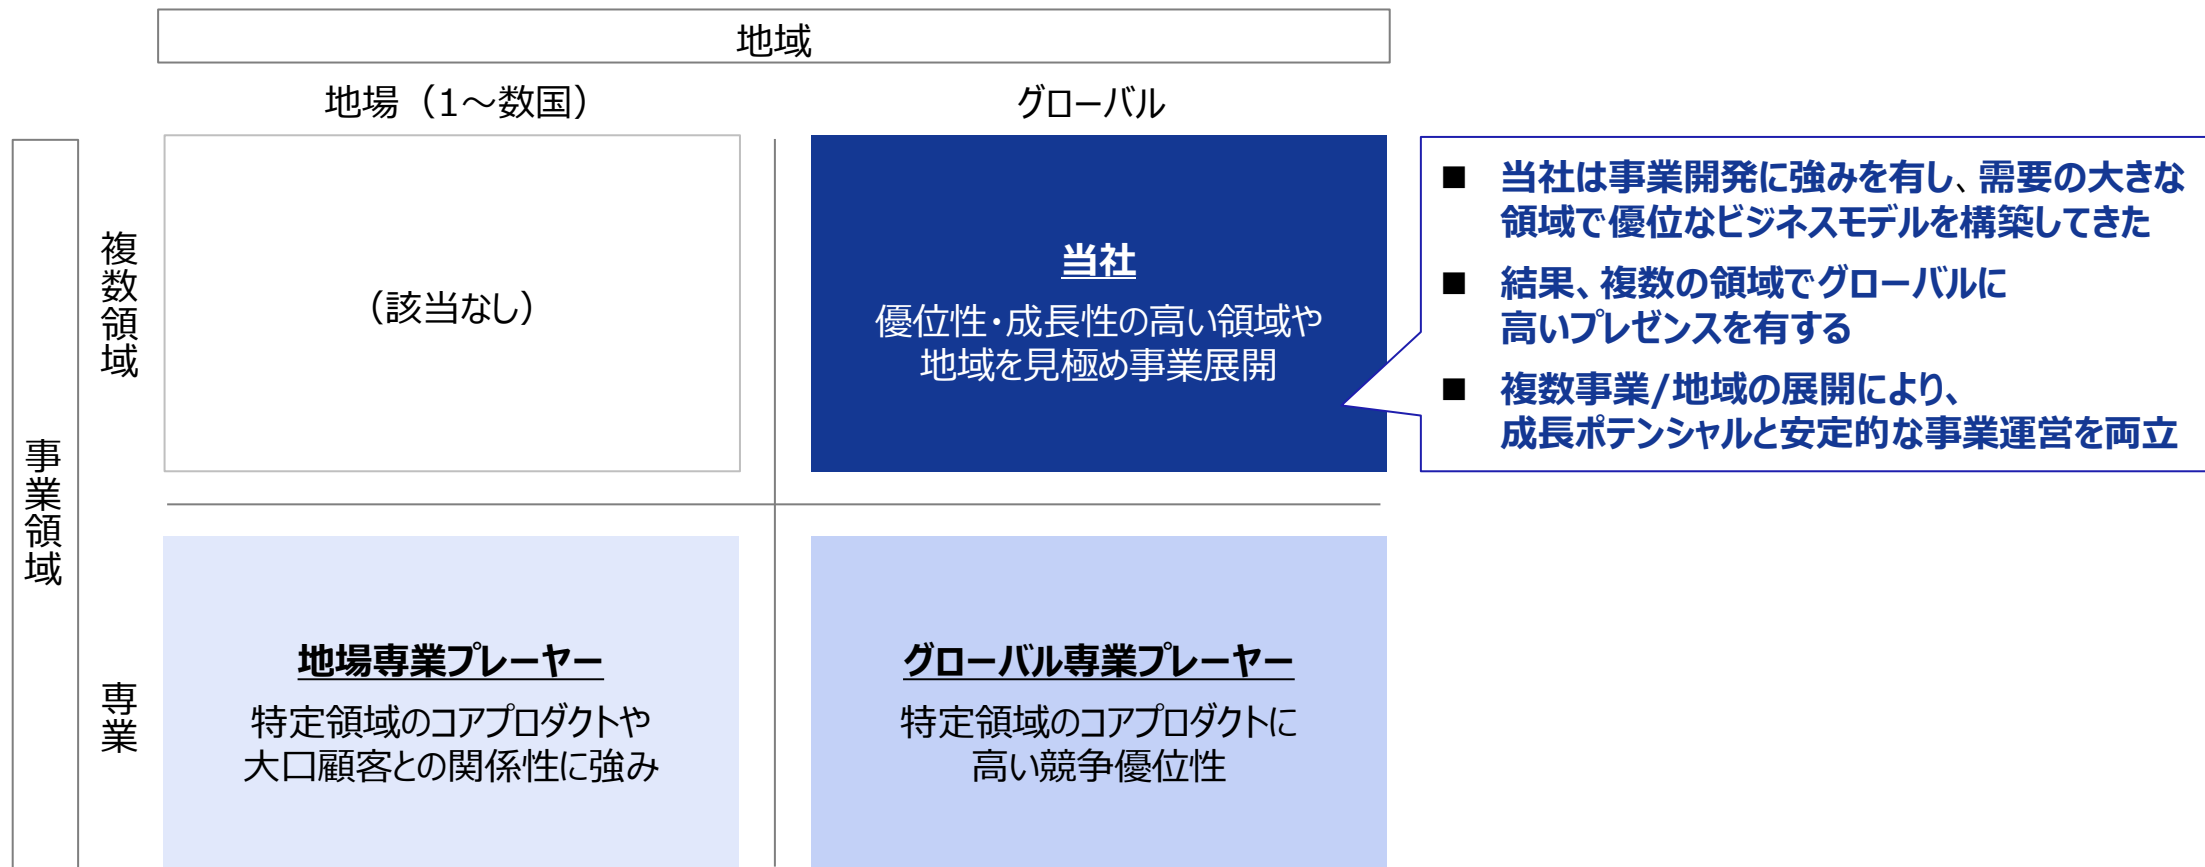 地域
地場（1～数国）
グローバル
事業領域
複数領域
（該当なし）
当社
優位性・成長性の高い領域や
地域を見極め事業展開
■ 当社は事業開発に強みを有し、需要の大きな
領域で優位なビジネスモデルを構築してきた
■ 結果、複数の領域でグローバルに
高いプレゼンスを有する
■ 複数事業/地域の展開により、
成長ポテンシャルと安定的な事業運営を両立
専業
地場専業プレーヤー
特定領域のコアプロダクトや
大口顧客との関係性に強み
グローバル専業プレーヤー
特定領域のコアプロダクトに
高い競争優位性